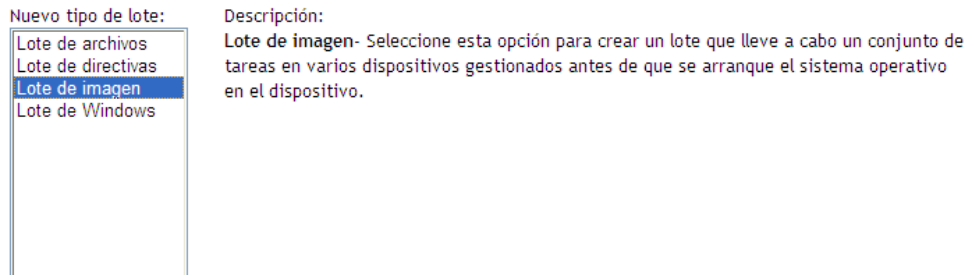 Nuevo tipo de lote:
Lote de archivos
Lote de directivas
Lote de imagen
Lote de Windows
Descripción:
Lote de imagen- Seleccione esta opción para crear un lote que lleve a cabo un conjunto de
tareas en varios dispositivos gestionados antes de que se arranque el sistema operativo
en el dispositivo.